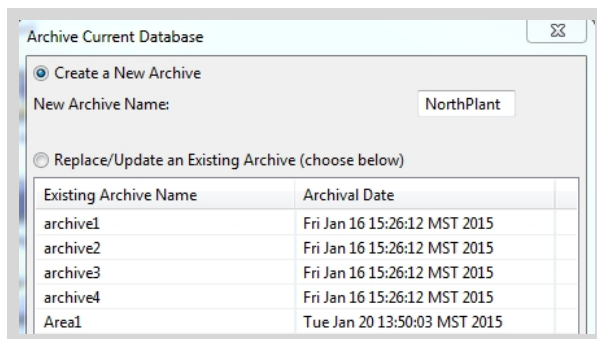 Archive Current Database
Create a New Archive
New Archive Name: NorthPlant
Replace/Update an Existing Archive (choose below)
Existing Archive Name Archival Date
archive1 Fri Jan 16 15:26:12 MST 2015
archive2 Fri Jan 16 15:26:12 MST 2015
archive3 Fri Jan 16 15:26:12 MST 2015
archive4 Fri Jan 16 15:26:12 MST 2015
Area1 Tue Jan 20 13:50:03 MST 2015